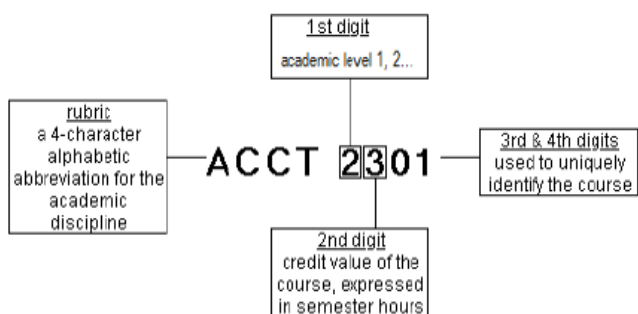 1st digit
academic level 1, 2...
rubric
a 4-character
alphabetic
abbreviation for the
academic
discipline
ACCT 2301
3rd & 4th digits
used to uniquely
identify the course
2nd digit
credit value of the
course, expressed
in semester hours